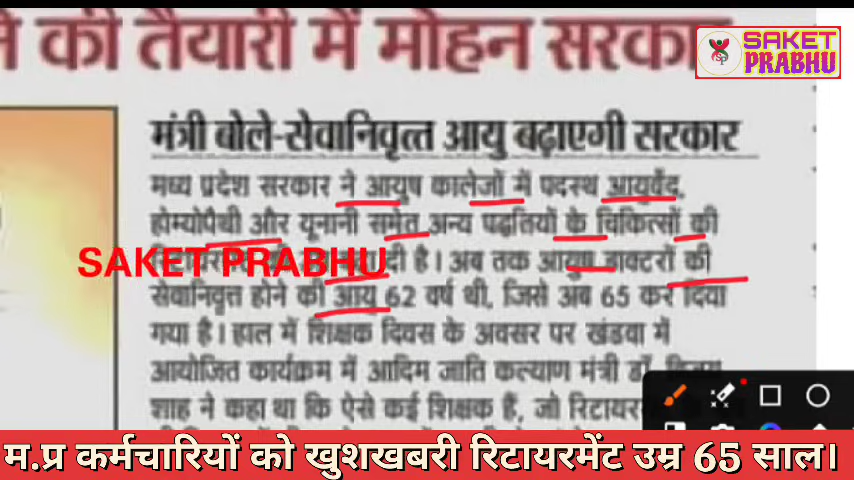 की तैयारी में मोहन सरकार
SAKET
PRABHU
मंत्री बोले-सेवानिवृत्त आयु बढ़ाएगी सरकार
मध्य प्रदेश सरकार ने आयुष कालेजों में पदस्थ आयुर्वेद,
होम्योपैथी और यूनानी समेत अन्य पद्धतियों के चिकित्सों की
SAKET PRABHU दी है। अब तक आयुष डाक्टरों की
सेवानिवृत्त होने की आयु 62 वर्ष थी, जिसे अब 65 कर दिया
गया है। हाल में शिक्षक दिवस के अवसर पर खंडवा में
आयोजित कार्यक्रम में आदिम जाति कल्याण मंत्री डॉ.
शाह ने कहा था कि ऐसे कई शिक्षक हैं, जो
म.प्र कर्मचारियों को खुशखबरी रिटायरमेंट उम्र 65 साल।